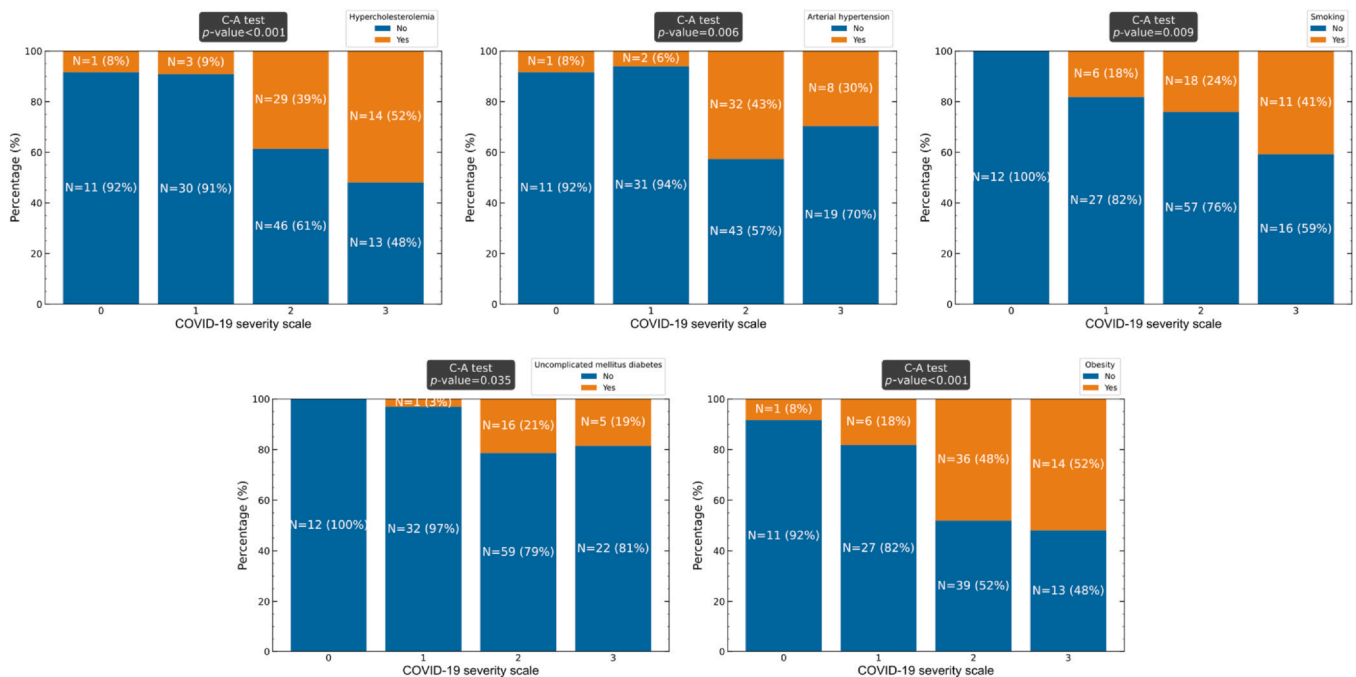 C-A test
p-value<0.001
Hypercholesterolemia
No
Yes
Percentage (%)
100
80
60
40
20
0
N=1 (8%)
N=3 (9%)
N=29 (39%)
N=14 (52%)
N=11 (92%)
N=30 (91%)
N=46 (61%)
N=13 (48%)
0 1 2 3
COVID-19 severity scale
C-A test
p-value=0.006
Arterial hypertension
No
Yes
Percentage (%)
100
80
60
40
20
0
N=1 (8%)
N=2 (6%)
N=32 (43%)
N=8 (30%)
N=11 (92%)
N=31 (94%)
N=43 (57%)
N=19 (70%)
0 1 2 3
COVID-19 severity scale
C-A test
p-value=0.009
Smoking
No
Yes
Percentage (%)
100
80
60
40
20
0
N=6 (18%)
N=18 (24%)
N=11 (41%)
N=12 (100%)
N=27 (82%)
N=57 (76%)
N=16 (59%)
0 1 2 3
COVID-19 severity scale
C-A test
p-value=0.035
Uncomplicated mellitus diabetes
No
Yes
Percentage (%)
100
80
60
40
20
0
N=1 (3%)
N=16 (21%)
N=5 (19%)
N=12 (100%)
N=32 (97%)
N=59 (79%)
N=22 (81%)
0 1 2 3
COVID-19 severity scale
C-A test
p-value<0.001
Obesity
No
Yes
Percentage (%)
100
80
60
40
20
0
N=1 (8%)
N=6 (18%)
N=36 (48%)
N=14 (52%)
N=11 (92%)
N=27 (82%)
N=39 (52%)
N=13 (48%)
0 1 2 3
COVID-19 severity scale